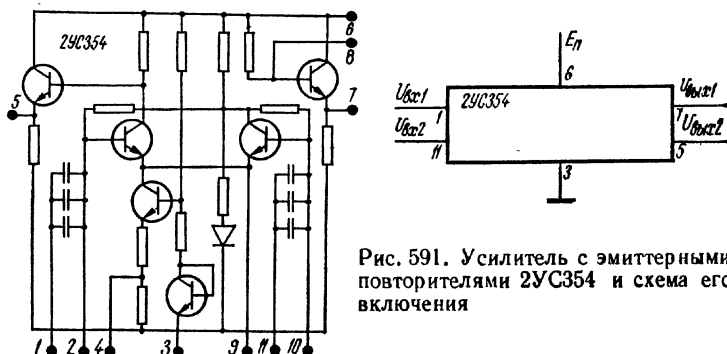 2УС354
6
8
5
7
1 2 4 3 9 11 10
Eп
6
Uвх1
2УС354
Uвых1
1
7
Uвх2
Uвых2
11
5
3
Рис. 591. Усилитель с эмиттерными
повторителями 2УС354 и схема его
включения